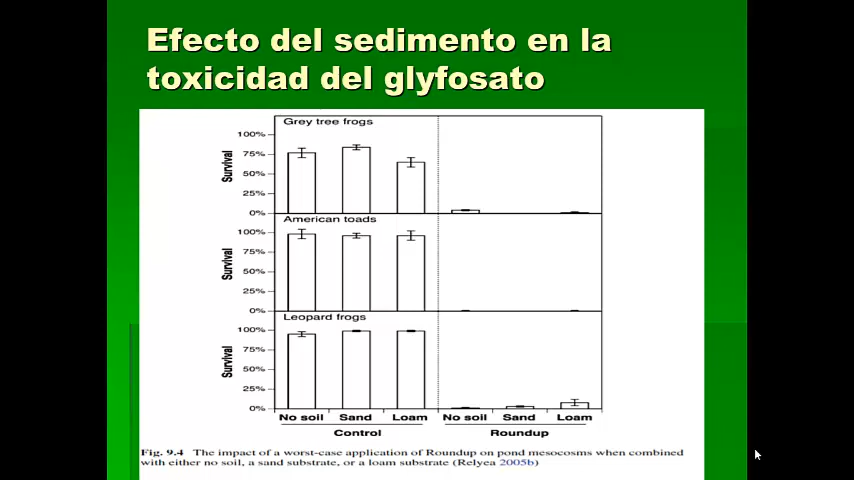 Efecto del sedimento en la
toxicidad del glyfosato
Grey tree frogs
100%
75%
50%
25%
0%
Survival
American toads
100%
75%
50%
25%
0%
Survival
Leopard frogs
100%
75%
50%
25%
0%
Survival
No soil Sand Loam No soil Sand Loam
Control Roundup
Fig. 9.4 The impact of a worst-case application of Roundup on pond mesocosms when combined
with either no soil, a sand substrate, or a loam substrate (Relyea 2005b)